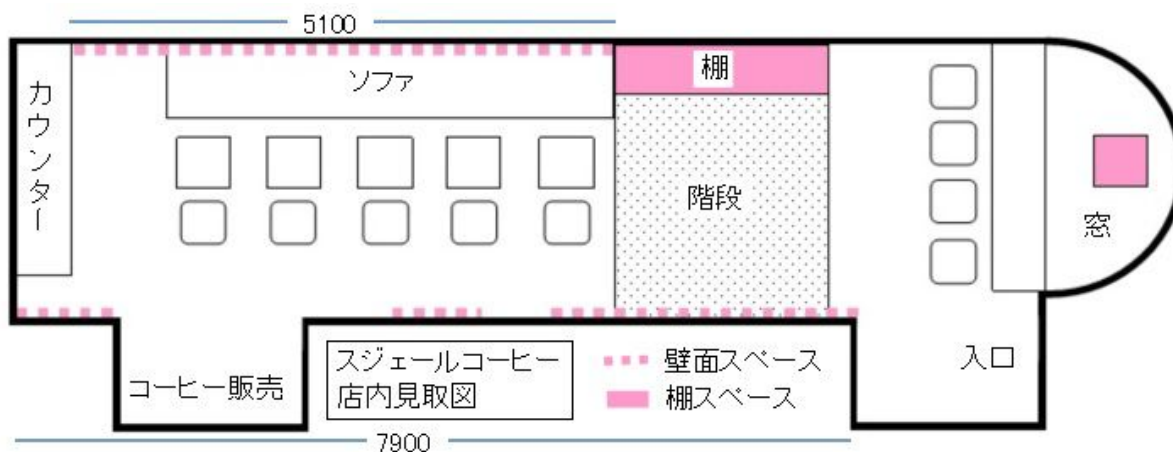 5100
カウンター
ソファ
棚
階段
窓
コーヒー販売
スジェールコーヒー
店内見取図
壁面スペース
棚スペース
入口
7900